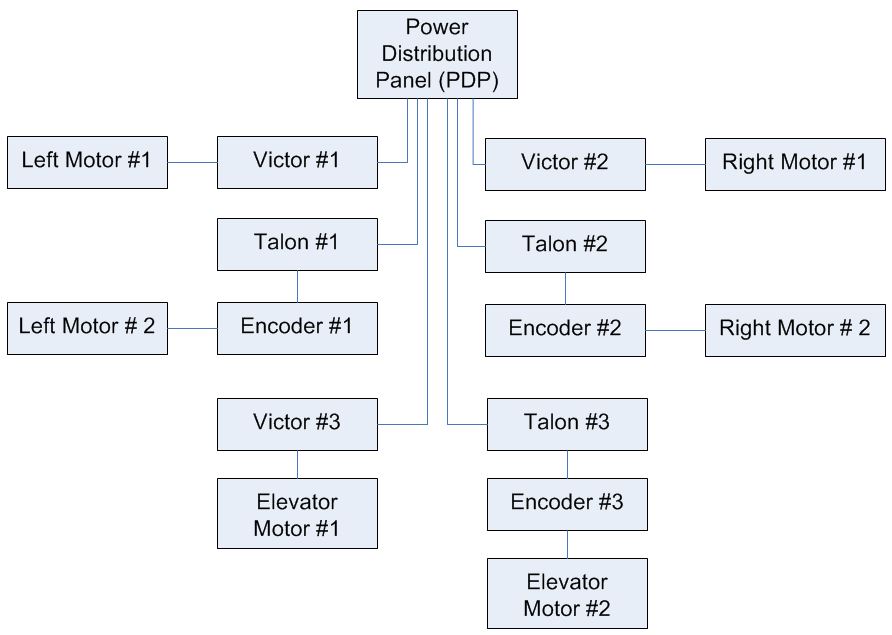 Power
Distribution
Panel (PDP)
Left Motor #1
Victor #1
Victor #2
Right Motor #1
Talon #1
Talon #2
Left Motor # 2
Encoder #1
Encoder #2
Right Motor # 2
Victor #3
Talon #3
Elevator
Motor #1
Encoder #3
Elevator
Motor #2